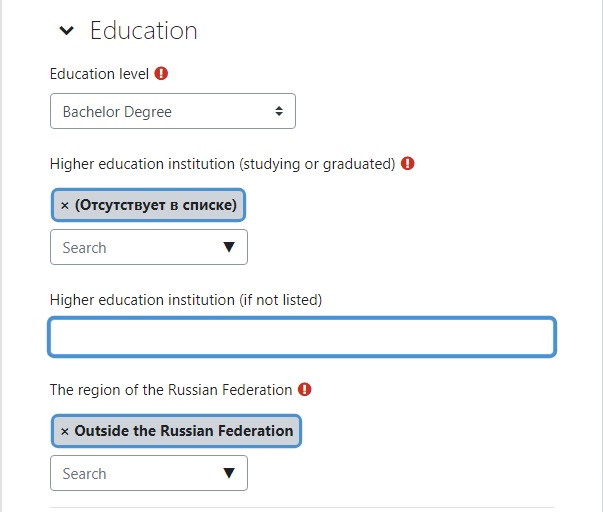 Education
Education level
Bachelor Degree
Higher education institution (studying or graduated)
× (Отсутствует в списке)
Search
Higher education institution (if not listed)
The region of the Russian Federation
× Outside the Russian Federation
Search